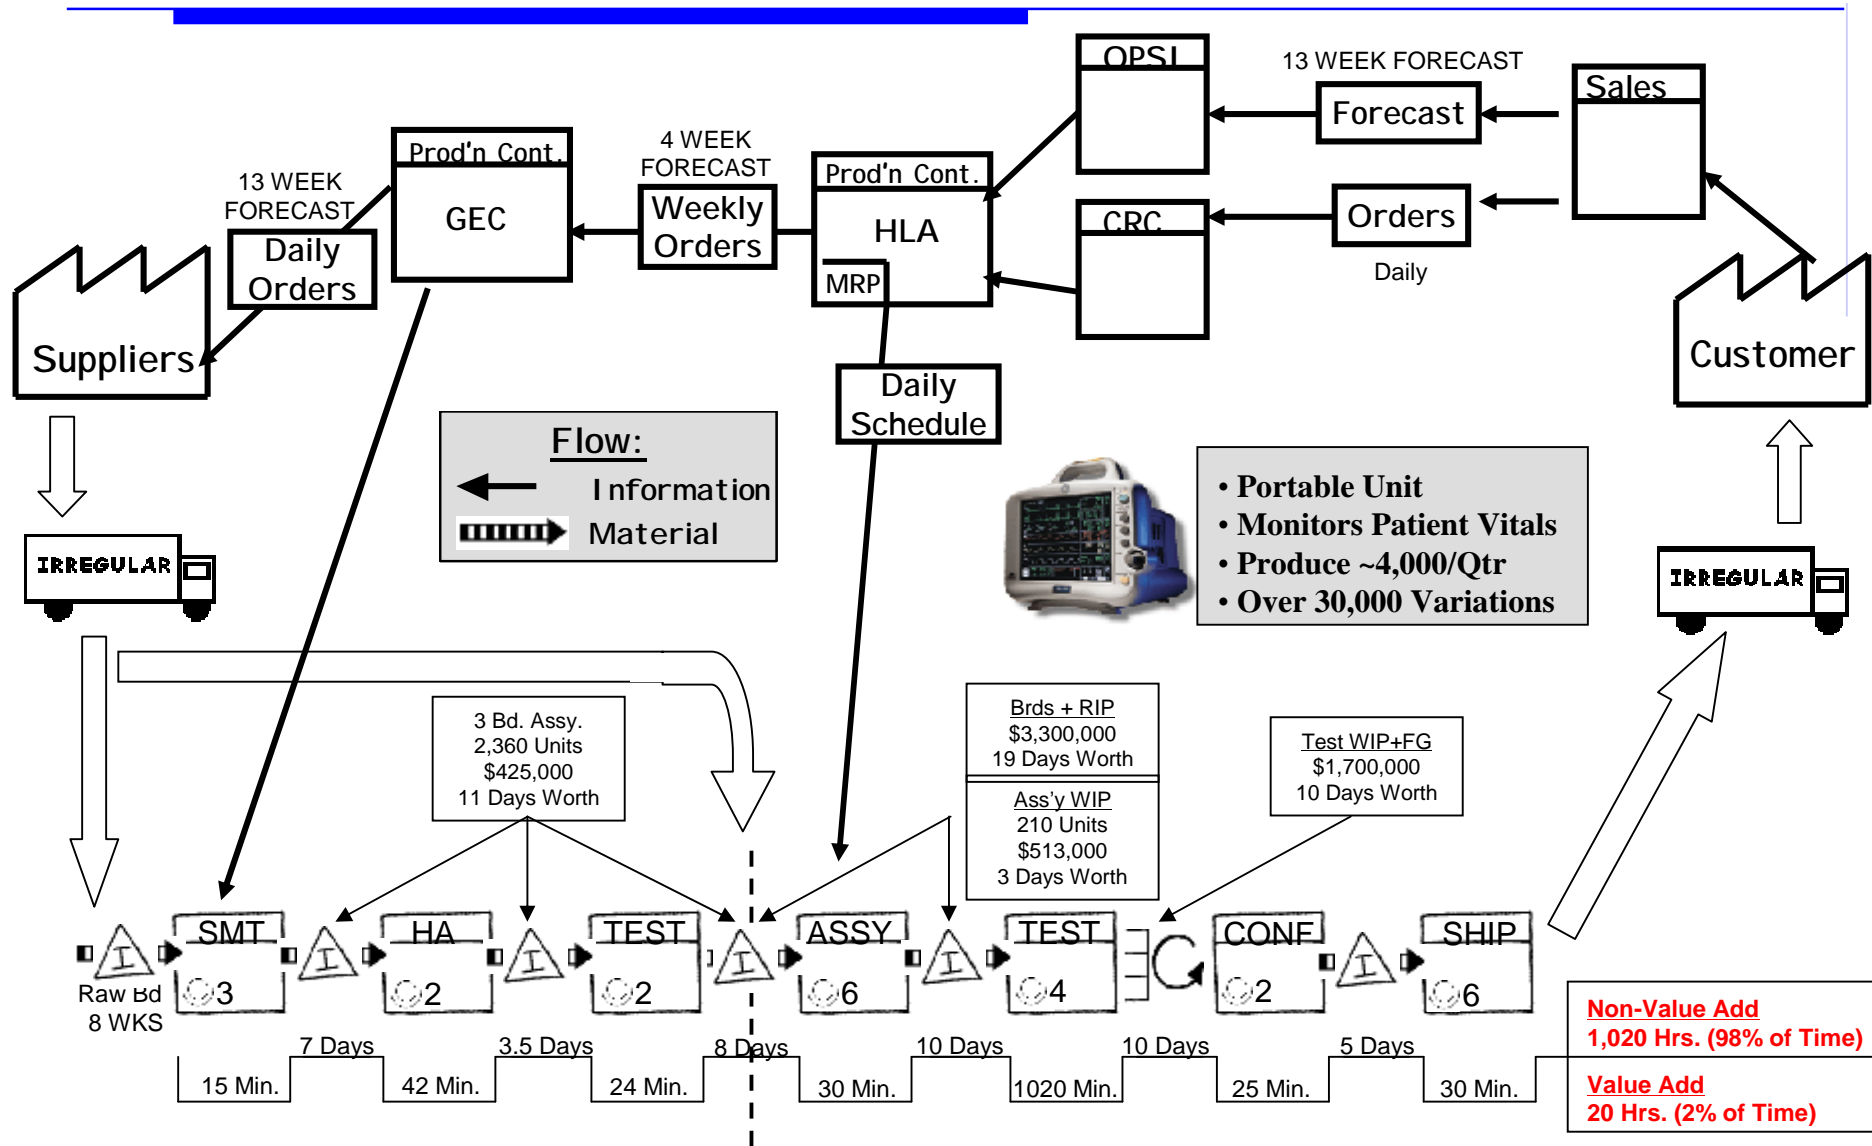 OPSI
13 WEEK FORECAST
Forecast
Sales
Prod'n Cont.
GEC
4 WEEK
FORECAST
Weekly
Orders
Prod'n Cont.
HLA
MRP
CRC
Orders
Daily
13 WEEK
FORECAST
Daily
Orders
Suppliers
Customer
Daily
Schedule
Flow:
Information
Material
• Portable Unit
• Monitors Patient Vitals
• Produce ~4,000/Qtr
• Over 30,000 Variations
IRREGULAR
IRREGULAR
3 Bd. Assy.
2,360 Units
$425,000
11 Days Worth
Brds + RIP
$3,300,000
19 Days Worth
Ass'y WIP
210 Units
$513,000
3 Days Worth
Test WIP+FG
$1,700,000
10 Days Worth
I
Raw Bd
8 WKS
SMT
3
I
HA
2
I
TEST
2
I
ASSY
6
I
TEST
4
CONF
2
I
SHIP
6
7 Days
3.5 Days
8 Days
10 Days
10 Days
5 Days
15 Min.
42 Min.
24 Min.
30 Min.
1020 Min.
25 Min.
30 Min.
Non-Value Add
1,020 Hrs. (98% of Time)
Value Add
20 Hrs. (2% of Time)